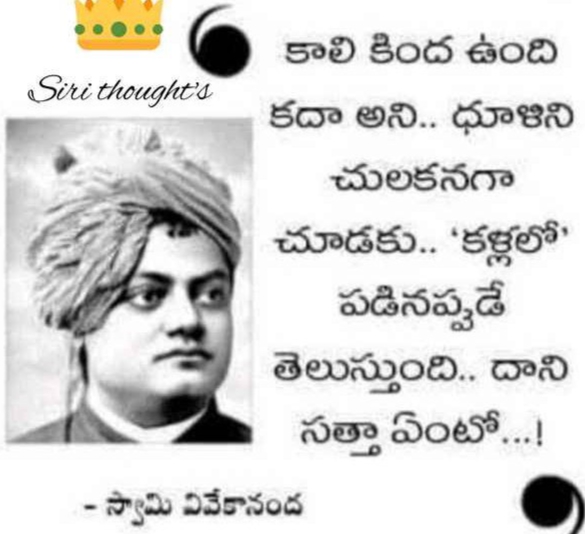 Siri thought's
కాలి కింద ఉంది
కదా అని.. ధూళిని
చులకనగా
చూడకు.. 'కళ్లలో'
పడినప్పుడే
తెలుస్తుంది.. దాని
సత్తా ఏంటో...!
- స్వామి వివేకానంద